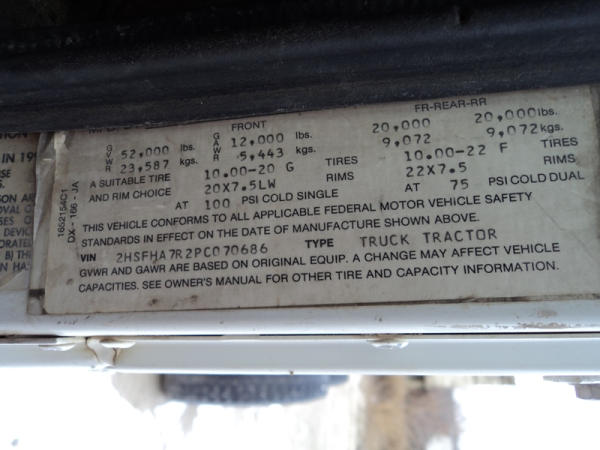 FRONT FR-REAR-RR
GVWR 52,000 lbs. GAWR 12,000 lbs. 20,000 20,000 lbs.
23,587 kgs. 5,443 kgs. 9,072 9,072 kgs.
A SUITABLE TIRE 10.00-20 G TIRES 10.00-22 F TIRES
AND RIM CHOICE 20X7.5LW RIMS 22X7.5 RIMS
AT 100 PSI COLD SINGLE AT 75 PSI COLD DUAL
THIS VEHICLE CONFORMS TO ALL APPLICABLE FEDERAL MOTOR VEHICLE SAFETY
STANDARDS IN EFFECT ON THE DATE OF MANUFACTURE SHOWN ABOVE.
VIN 2HSFHA7R2PC070686 TYPE TRUCK TRACTOR
GVWR AND GAWR ARE BASED ON ORIGINAL EQUIP. A CHANGE MAY AFFECT VEHICLE
CAPACITIES. SEE OWNER'S MANUAL FOR OTHER TIRE AND CAPACITY INFORMATION.
1652154C1
DX-166-JA